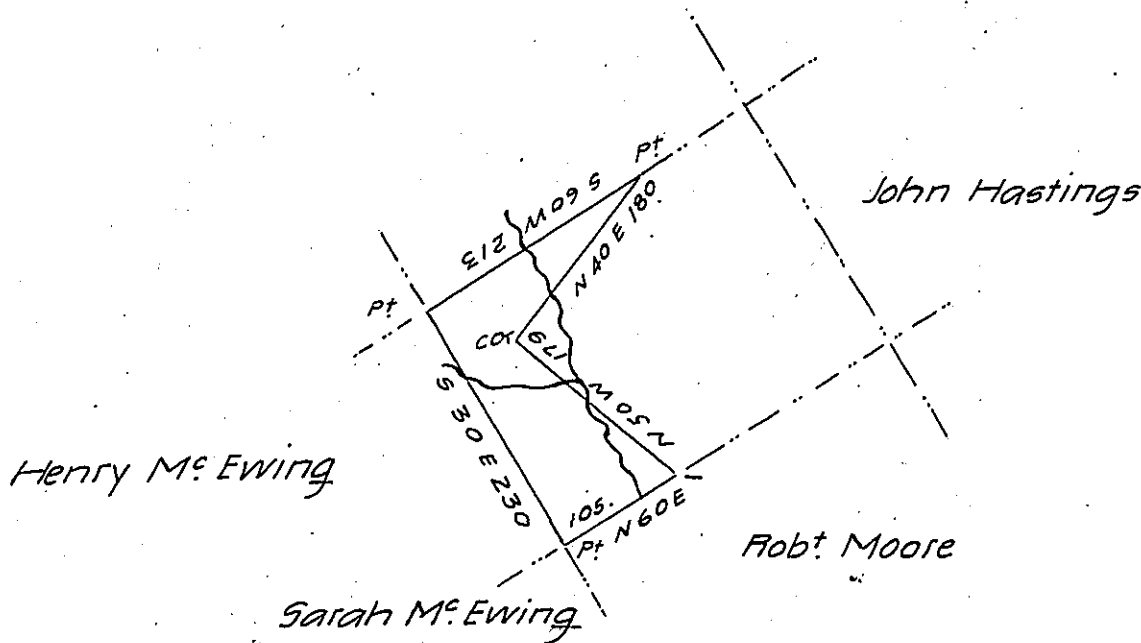 Pt
S 60 W 213
John Hastings
N 40 E 180
Pt
cor
N 50 W 179
S 30 E 230
Henry Mc. Ewing
105.
N 60 E
Pt
Robt Moore
Sarah Mc. Ewing